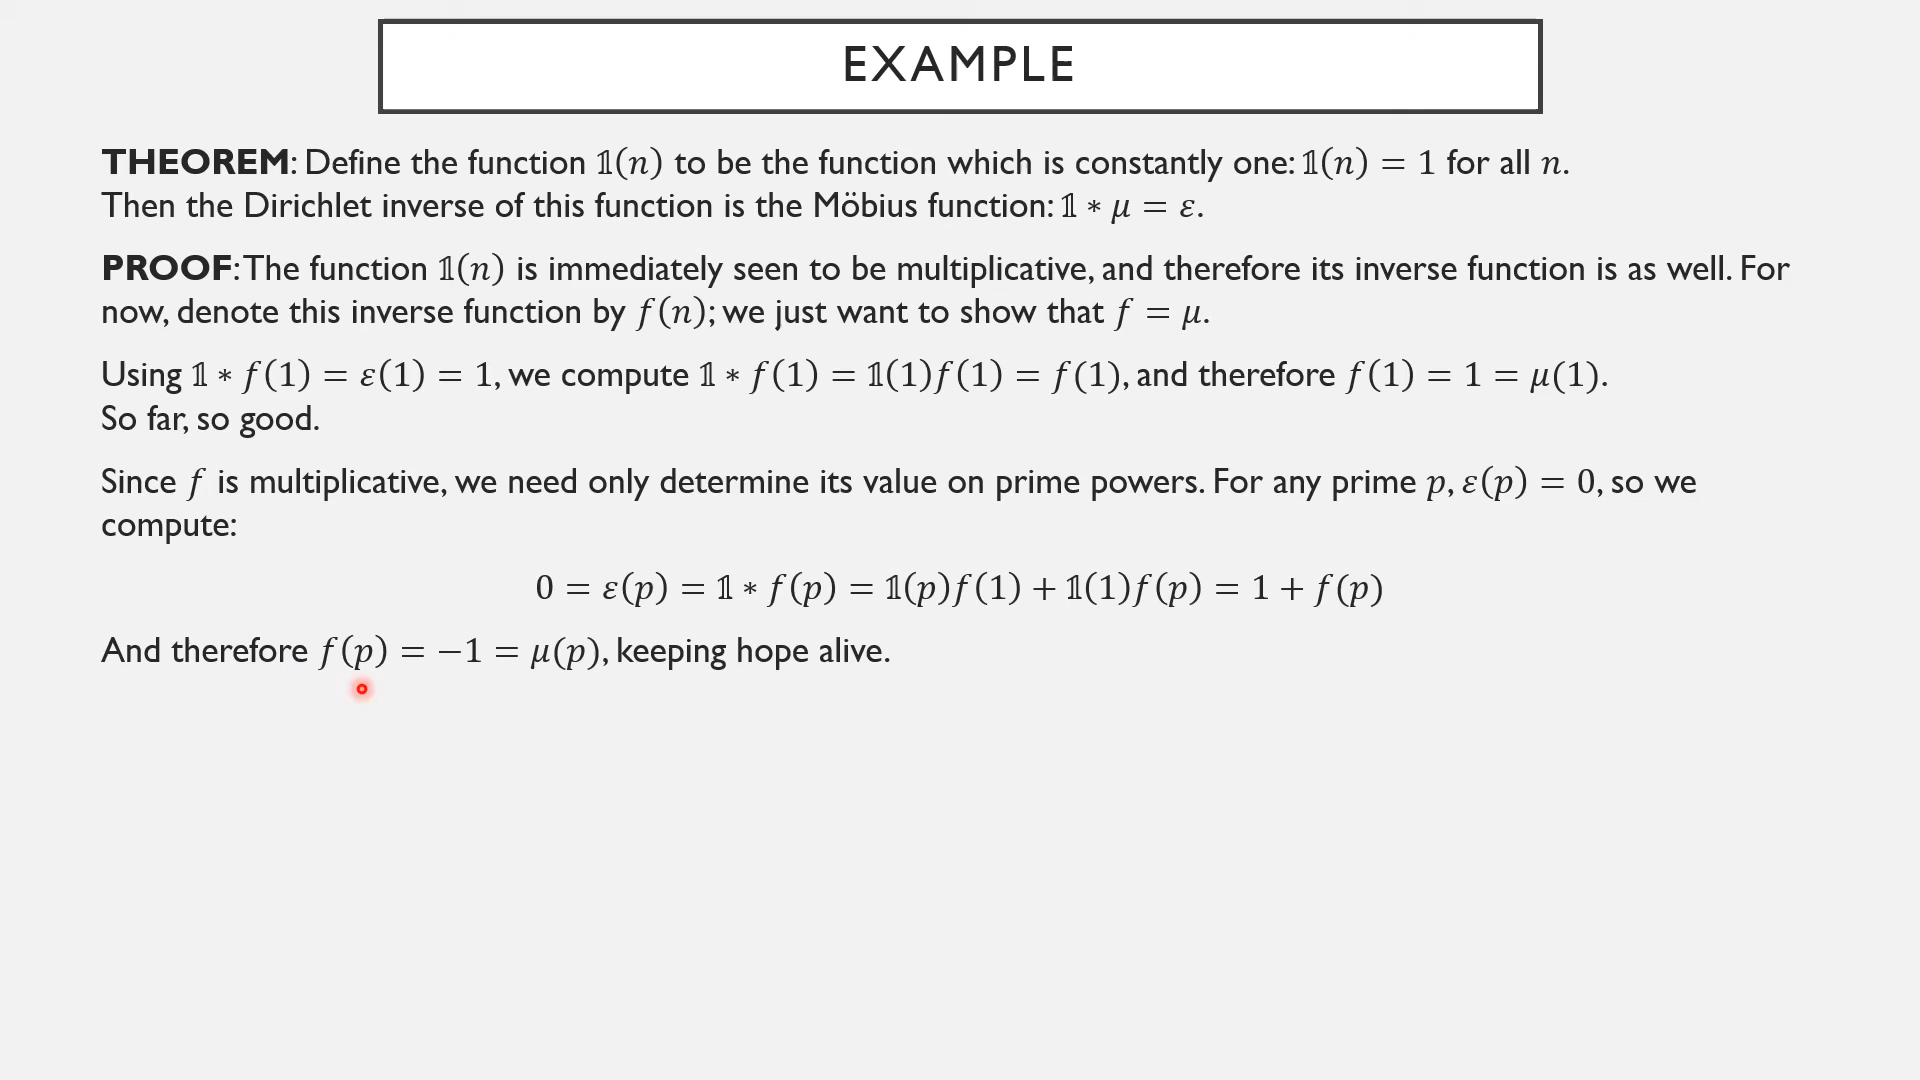 EXAMPLE
THEOREM: Define the function 𝟙(n) to be the function which is constantly one: 𝟙(n) = 1 for all n.
Then the Dirichlet inverse of this function is the Möbius function: 𝟙 ∗ μ = ε.
PROOF: The function 𝟙(n) is immediately seen to be multiplicative, and therefore its inverse function is as well. For
now, denote this inverse function by f(n); we just want to show that f = μ.
Using 𝟙 ∗ f(1) = ε(1) = 1, we compute 𝟙 ∗ f(1) = 𝟙(1)f(1) = f(1), and therefore f(1) = 1 = μ(1).
So far, so good.
Since f is multiplicative, we need only determine its value on prime powers. For any prime p, ε(p) = 0, so we
compute:
0 = ε(p) = 𝟙 ∗ f(p) = 𝟙(p)f(1) + 𝟙(1)f(p) = 1 + f(p)
And therefore f(p) = −1 = μ(p), keeping hope alive.